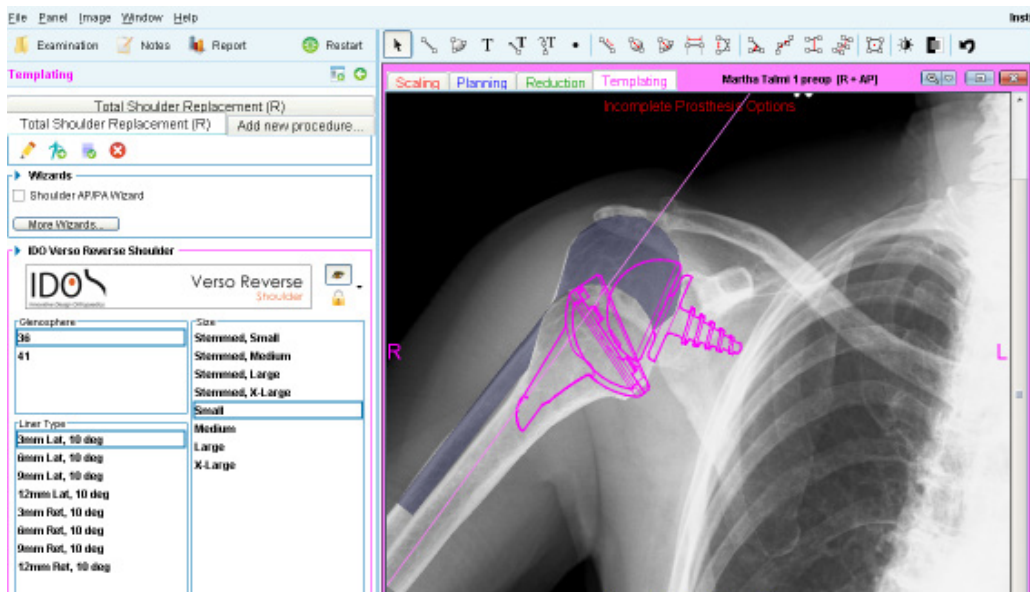 File Panel Image Window Help
Insti
Examination Notes Report Restart
Templating
Scaling Planning Reduction Templating
Martha Talmi 1 preop [R + AP]
Incomplete Prosthesis Options
Total Shoulder Replacement (R)
Total Shoulder Replacement (R) Add new procedure...
Wizards
Shoulder AP/PA Wizard
More Wizards...
IDO Verso Reverse Shoulder
IDO
Innovative Design Orthopaedics
Verso Reverse
Shoulder
Glenosphere
36
41
Liner Type
3mm Lat, 10 deg
6mm Lat, 10 deg
9mm Lat, 10 deg
12mm Lat, 10 deg
3mm Ret, 10 deg
6mm Ret, 10 deg
9mm Ret, 10 deg
12mm Ret, 10 deg
Size
Stemmed, Small
Stemmed, Medium
Stemmed, Large
Stemmed, X-Large
Small
Medium
Large
X-Large
R
L